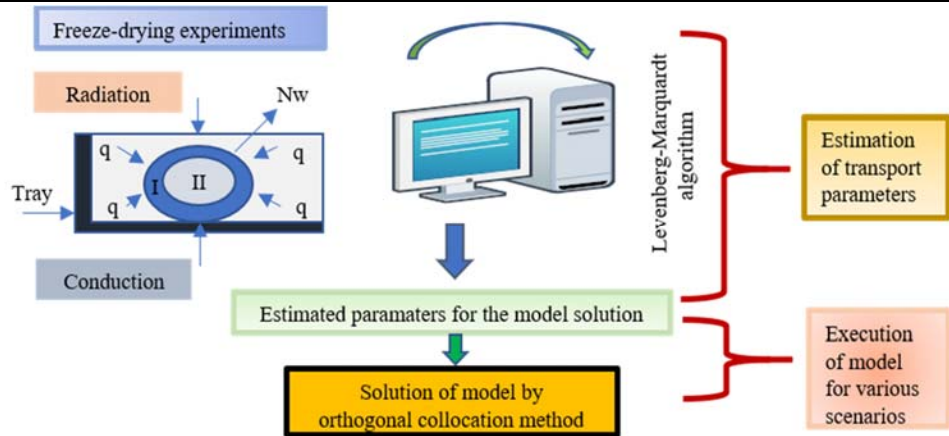 Freeze-drying experiments
Radiation
Nw
q
q
I
II
Tray
q
q
Conduction
Levenberg-Marquardt
algorithm
Estimation
of transport
parameters
Estimated paramaters for the model solution
Solution of model by
orthogonal collocation method
Execution
of model
for various
scenarios